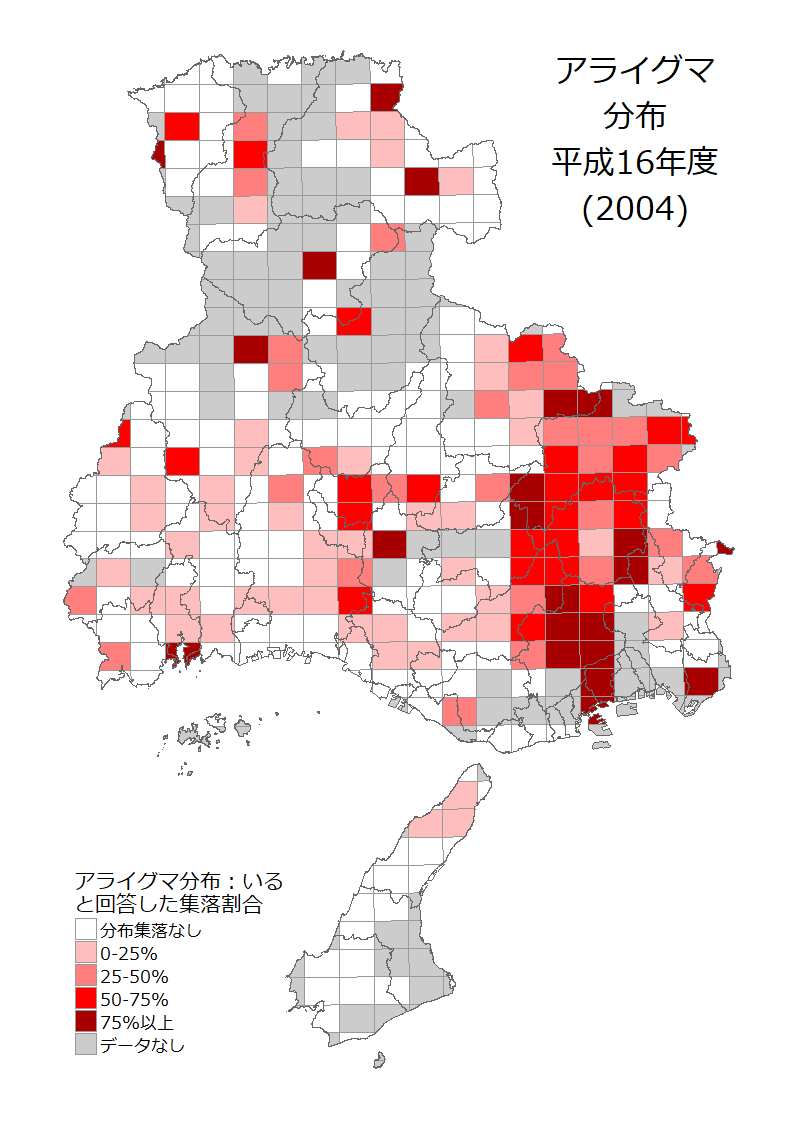 アライグマ
分布
平成16年度
(2004)
アライグマ分布：いる
と回答した集落割合
分布集落なし
0-25%
25-50%
50-75%
75%以上
データなし